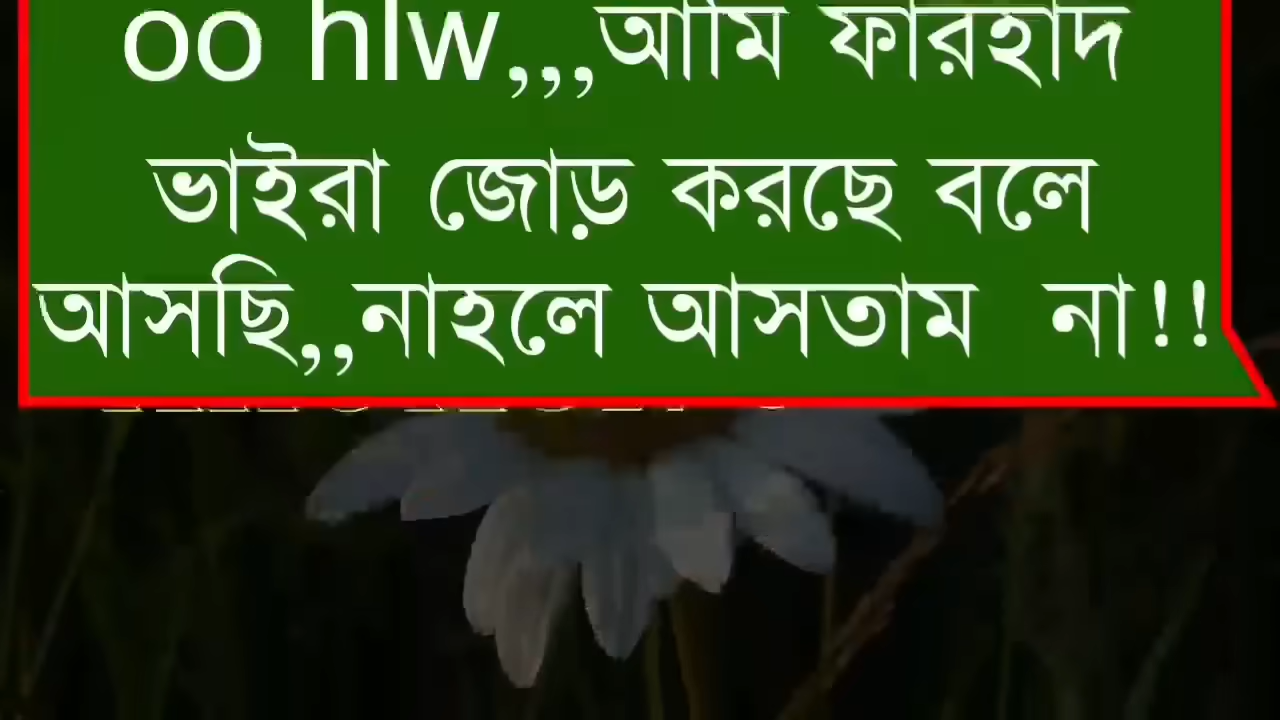 oo hlw,,,আমি ফারহাদ
ভাইরা জোড় করছে বলে
আসছি,,নাহলে আসতাম না!!